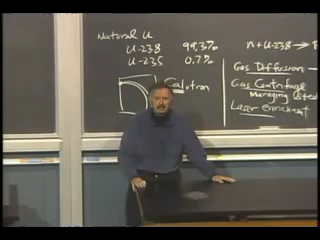 Natural U
U-238 99.3%
U-235 0.7%
Calutron
n + U-238 →
Gas Diffusion
Gas Centrifuge
Laser enrichment